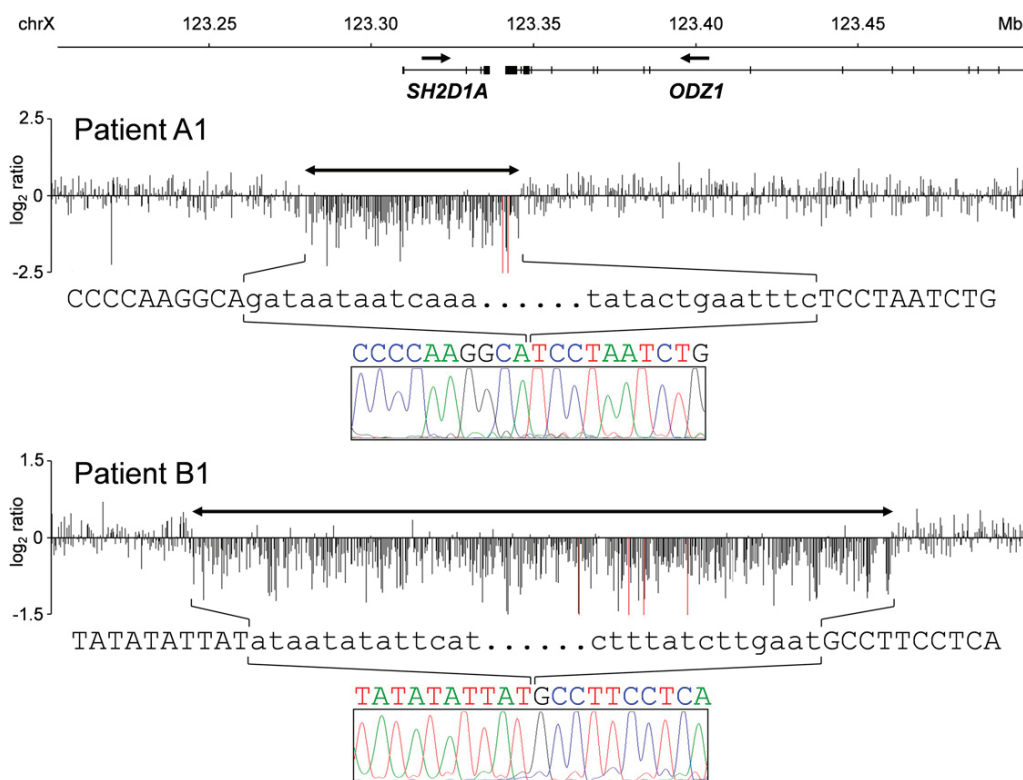 chrX 123.25 123.30 123.35 123.40 123.45 Mb
SH2D1A ODZ1
Patient A1
2.5
0
-2.5
log2 ratio
CCCCAAGGCAgataataatcaaa......tatactgaatttcTCCTAATCTG
CCCCAAGGCATCCTAATCTG
Patient B1
1.5
0
-1.5
log2 ratio
TATATATTATataatatattcat......ctttatcttgaatGCCTTCCTCA
TATATATTATGCCTTCCTCA